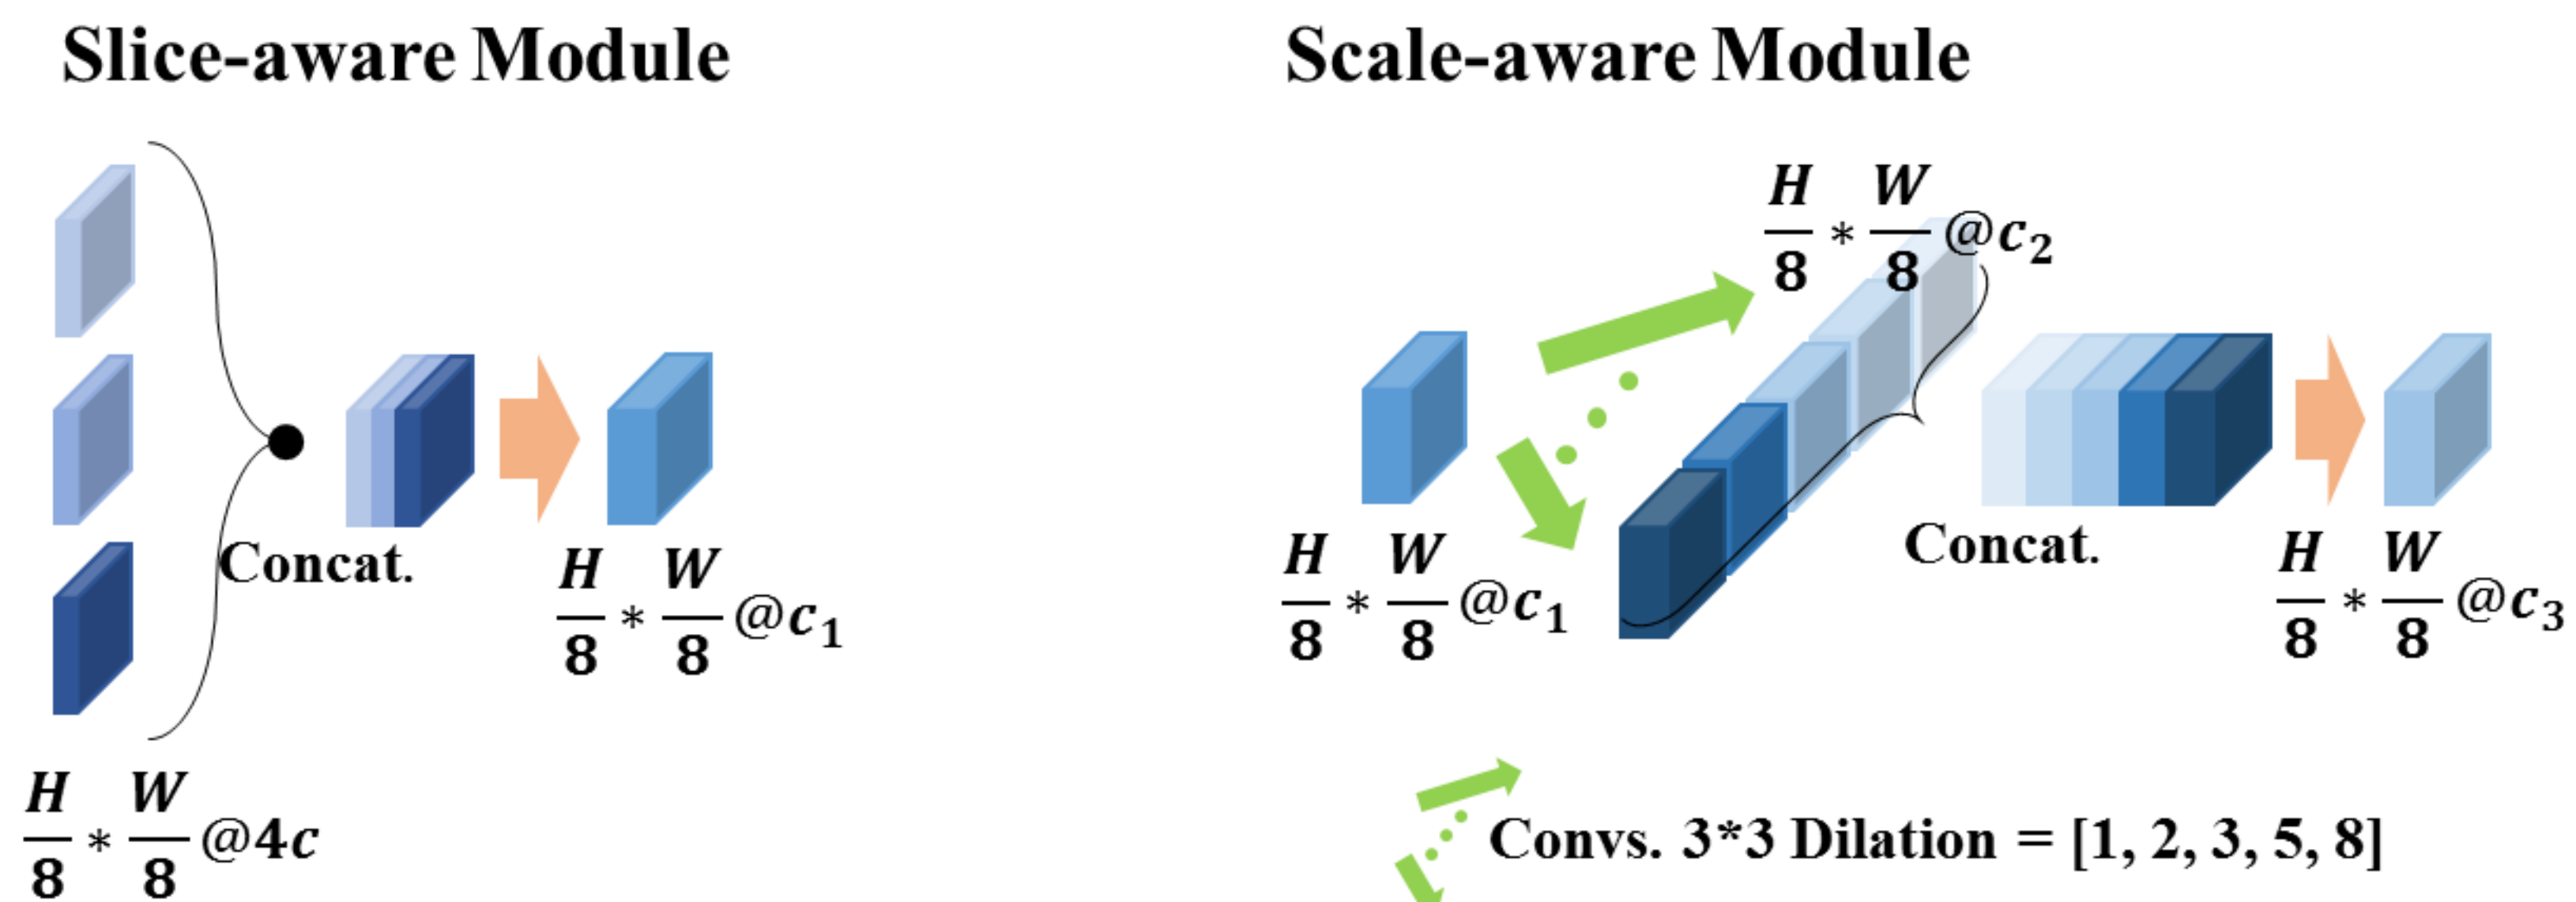 Slice-aware Module
Concat.
H/8 * W/8 @c₁
H/8 * W/8 @4c
Scale-aware Module
H/8 * W/8 @c₂
H/8 * W/8 @c₁
Concat.
H/8 * W/8 @c₃
Convs. 3*3 Dilation = [1, 2, 3, 5, 8]